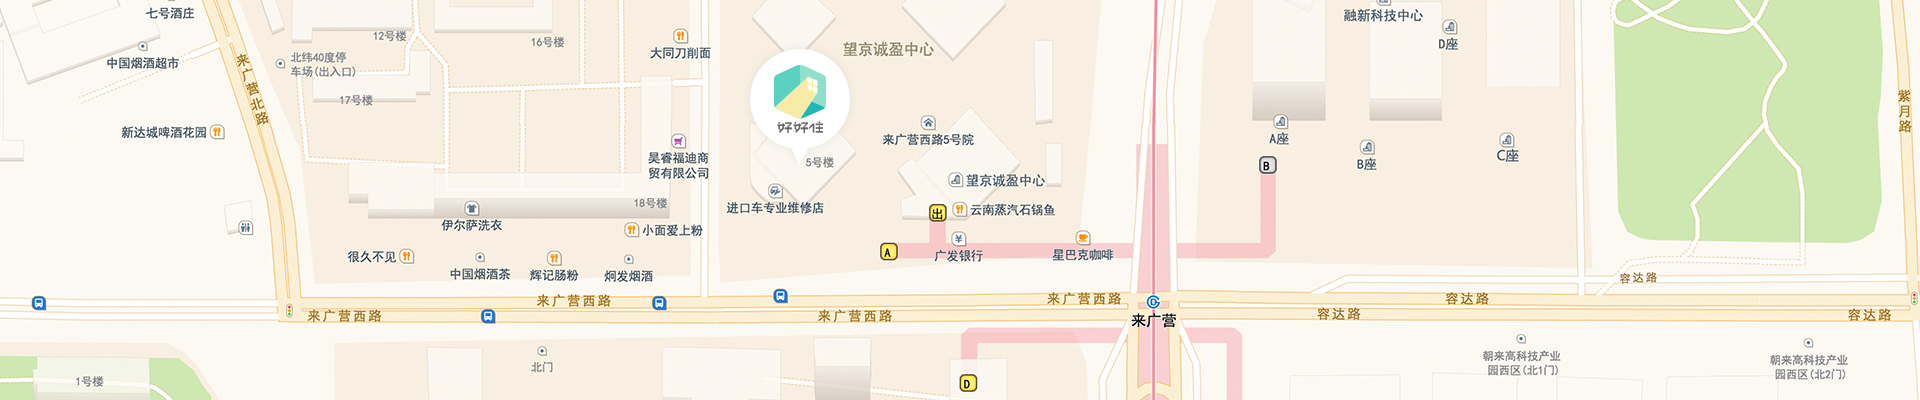 七号酒庄
中国烟酒超市
新达城啤酒花园
来广营北路
北纬40度停
车场(出入口)
12号楼
16号楼
17号楼
大同刀削面
昊睿福迪商
贸有限公司
18号楼
伊尔萨洗衣
小面爱上粉
很久不见
中国烟酒茶
辉记肠粉
炯发烟酒
好好住
5号楼
进口车专业维修店
望京诚盈中心
来广营西路5号院
望京诚盈中心
出
云南蒸汽石锅鱼
A
广发银行
星巴克咖啡
B
融新科技中心
D座
A座
B座
C座
紫月路
容达路
来广营西路
来广营西路
容达路
来广营西路
来广营西路
来广营
容达路
容达路
1号楼
北门
D
朝来高科技产业
园西区(北1门)
朝来高科技产业
园西区(北2门)